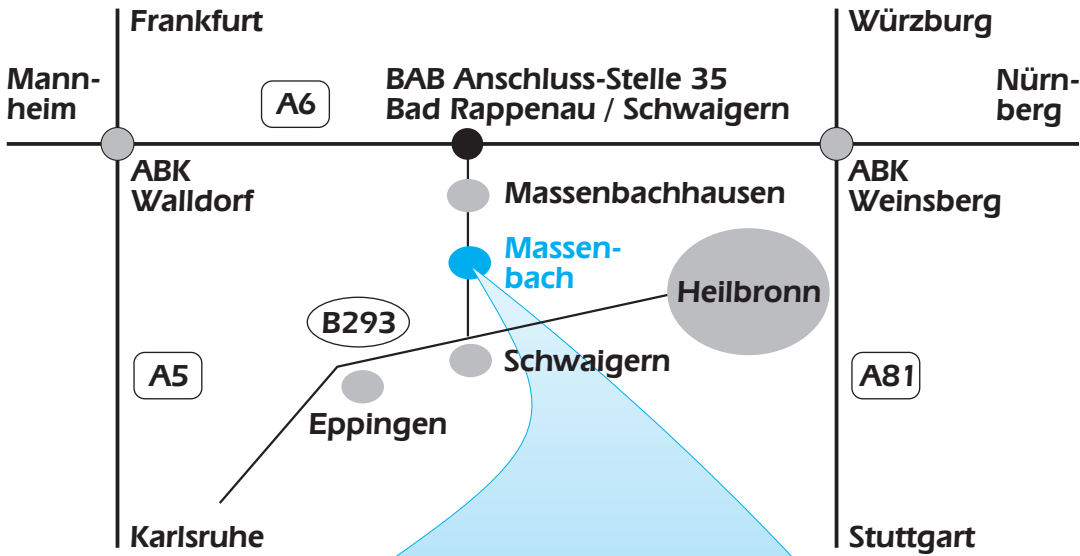 Frankfurt
Würzburg
Mann-
heim
A6
BAB Anschluss-Stelle 35
Bad Rappenau / Schwaigern
Nürn-
berg
ABK
Walldorf
ABK
Weinsberg
Massenbachhausen
Massen-
bach
Heilbronn
B293
Schwaigern
A5
A81
Eppingen
Karlsruhe
Stuttgart